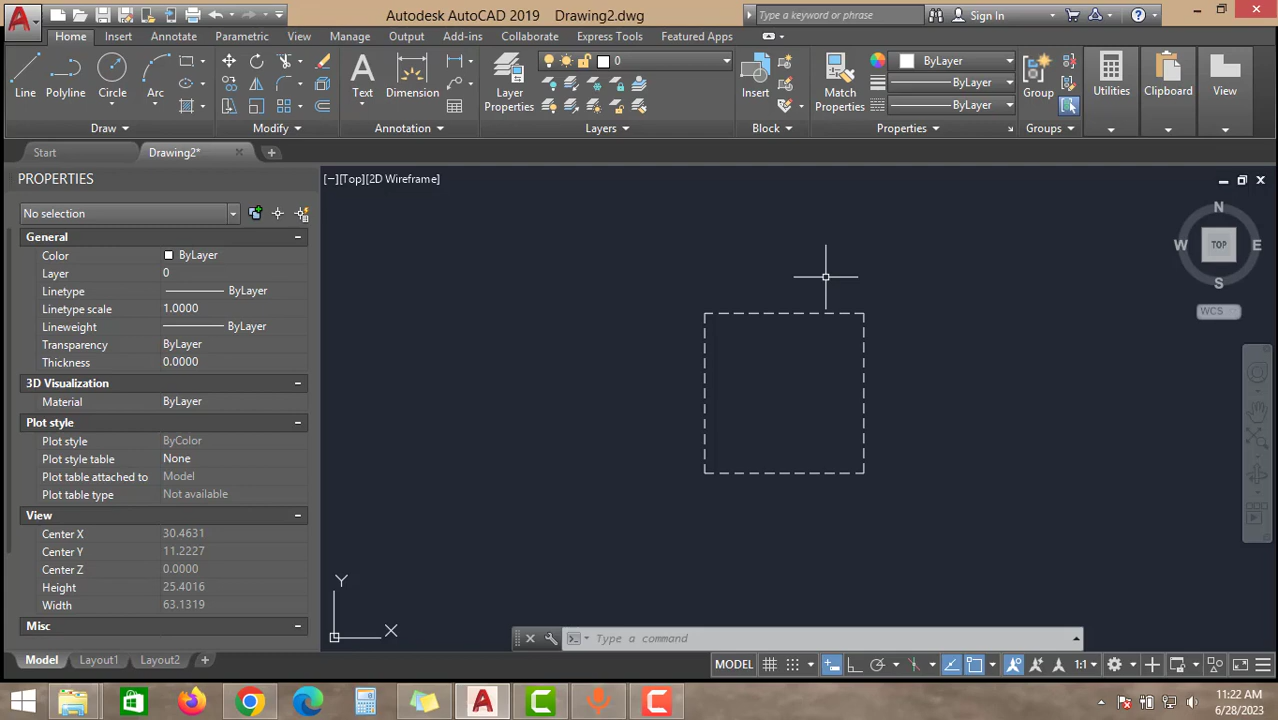 Autodesk AutoCAD 2019 Drawing2.dwg
Type a keyword or phrase
Sign In
Home Insert Annotate Parametric View Manage Output Add-ins Collaborate Express Tools Featured Apps
0
ByLayer
ByLayer
ByLayer
Line Polyline Circle Arc
Text Dimension
Layer
Properties
Insert
Match
Properties
Group
Utilities
Clipboard
View
Draw Modify Annotation Layers Block Properties Groups
Start
Drawing2*
PROPERTIES
No selection
General
Color ByLayer
Layer 0
Linetype ByLayer
Linetype scale 1.0000
Lineweight ByLayer
Transparency ByLayer
Thickness 0.0000
3D Visualization
Material ByLayer
Plot style
Plot style ByColor
Plot style table None
Plot table attached to Model
Plot table type Not available
View
Center X 30.4631
Center Y 11.2227
Center Z 0.0000
Height 25.4016
Width 63.1319
Misc
[−][Top][2D Wireframe]
N
W TOP E
S
WCS
Y
X
Type a command
Model Layout1 Layout2
MODEL
1:1
11:22 AM
6/28/2023